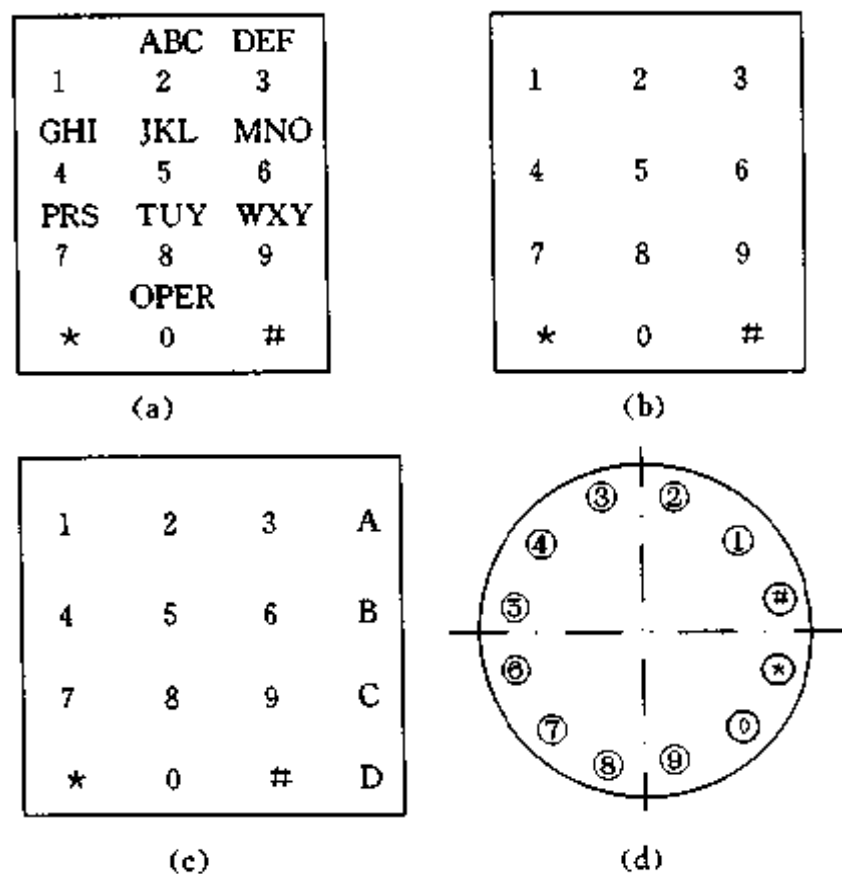 ABC DEF
1 2 3
GHI JKL MNO
4 5 6
PRS TUY WXY
7 8 9
OPER
* 0 #
(a)
1 2 3
4 5 6
7 8 9
* 0 #
(b)
1 2 3 A
4 5 6 B
7 8 9 C
* 0 # D
(c)
③ ②
④ ①
⑤ #
⑥ *
⑦ 0
⑧ ⑨
(d)